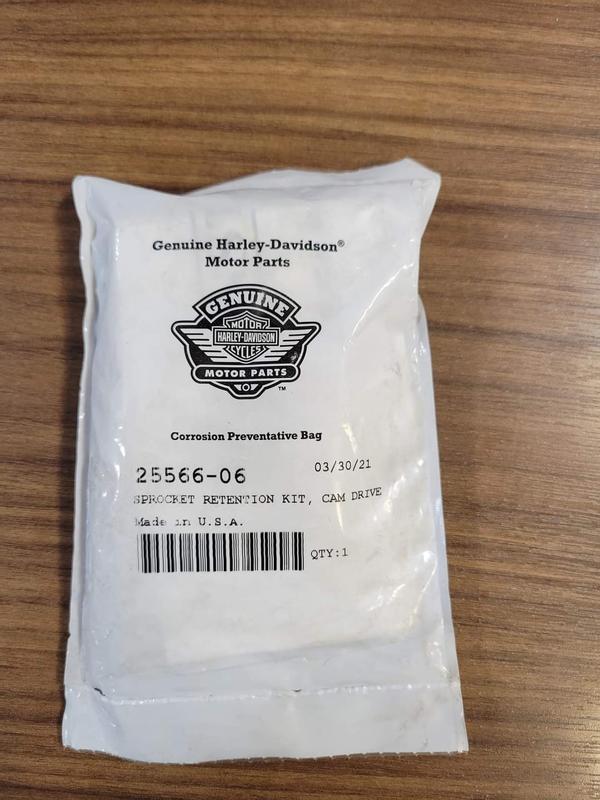 Genuine Harley-Davidson®
Motor Parts
GENUINE
MOTOR
HARLEY-DAVIDSON
CYCLES
MOTOR PARTS
™
Corrosion Preventative Bag
25566-06 03/30/21
SPROCKET RETENTION KIT, CAM DRIVE
Made in U.S.A.
QTY:1